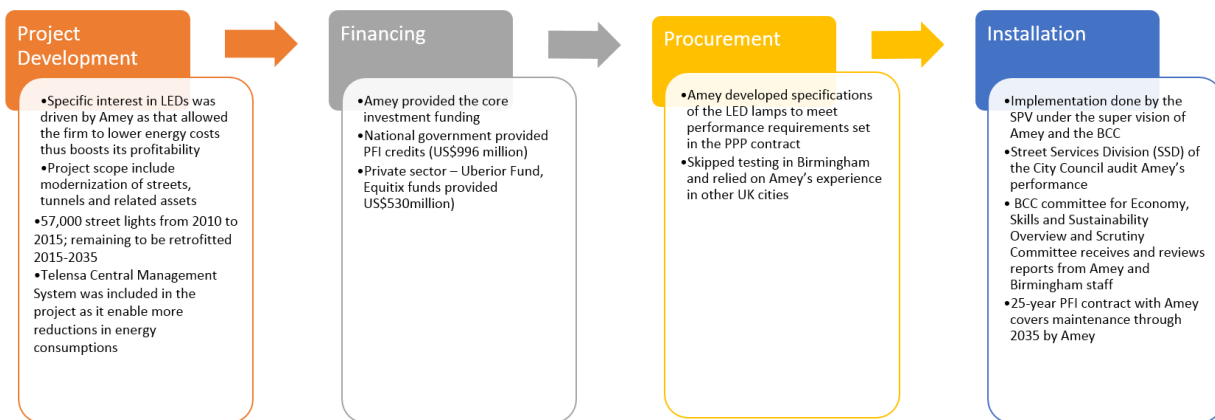 Project
Development
•Specific interest in LEDs was
driven by Amey as that allowed
the firm to lower energy costs
thus boosts its profitability
•Project scope include
modernization of streets,
tunnels and related assets
•57,000 street lights from 2010 to
2015; remaining to be retrofitted
2015-2035
•Telensa Central Management
System was included in the
project as it enable more
reductions in energy
consumptions
Financing
•Amey provided the core
investment funding
•National government provided
PFI credits (US$996 million)
•Private sector – Uberior Fund,
Equitix funds provided
US$530million)
Procurement
•Amey developed specifications
of the LED lamps to meet
performance requirements set
in the PPP contract
•Skipped testing in Birmingham
and relied on Amey's experience
in other UK cities
Installation
•Implementation done by the
SPV under the super vision of
Amey and the BCC
•Street Services Division (SSD) of
the City Council audit Amey's
performance
• BCC committee for Economy,
Skills and Sustainability
Overview and Scrutiny
Committee receives and reviews
reports from Amey and
Birmingham staff
•25-year PFI contract with Amey
covers maintenance through
2035 by Amey